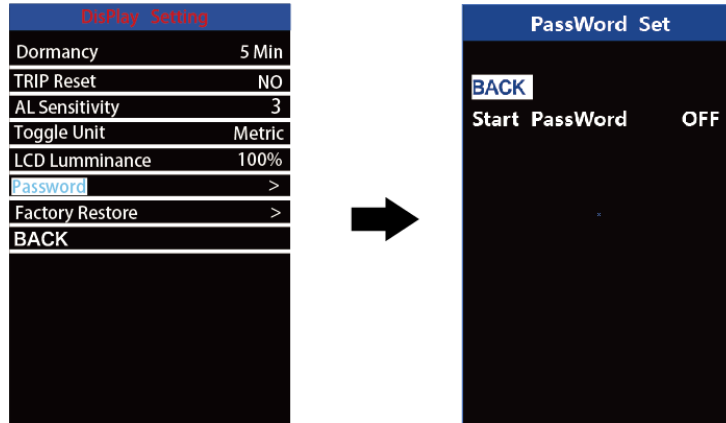 DisPlay Setting
Dormancy 5 Min
TRIP Reset NO
AL Sensitivity 3
Toggle Unit Metric
LCD Lumminance 100%
Password >
Factory Restore >
BACK
PassWord Set
BACK
Start PassWord OFF